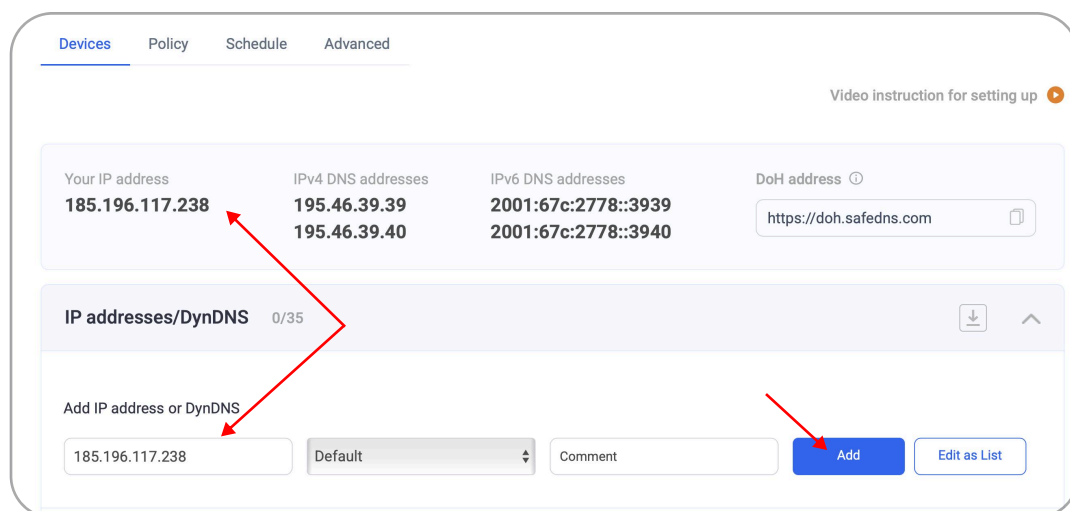 Devices Policy Schedule Advanced
Video instruction for setting up
Your IP address IPv4 DNS addresses IPv6 DNS addresses DoH address
185.196.117.238 195.46.39.39 2001:67c:2778::3939 https://doh.safedns.com
195.46.39.40 2001:67c:2778::3940
IP addresses/DynDNS 0/35
Add IP address or DynDNS
185.196.117.238 Default Comment Add Edit as List